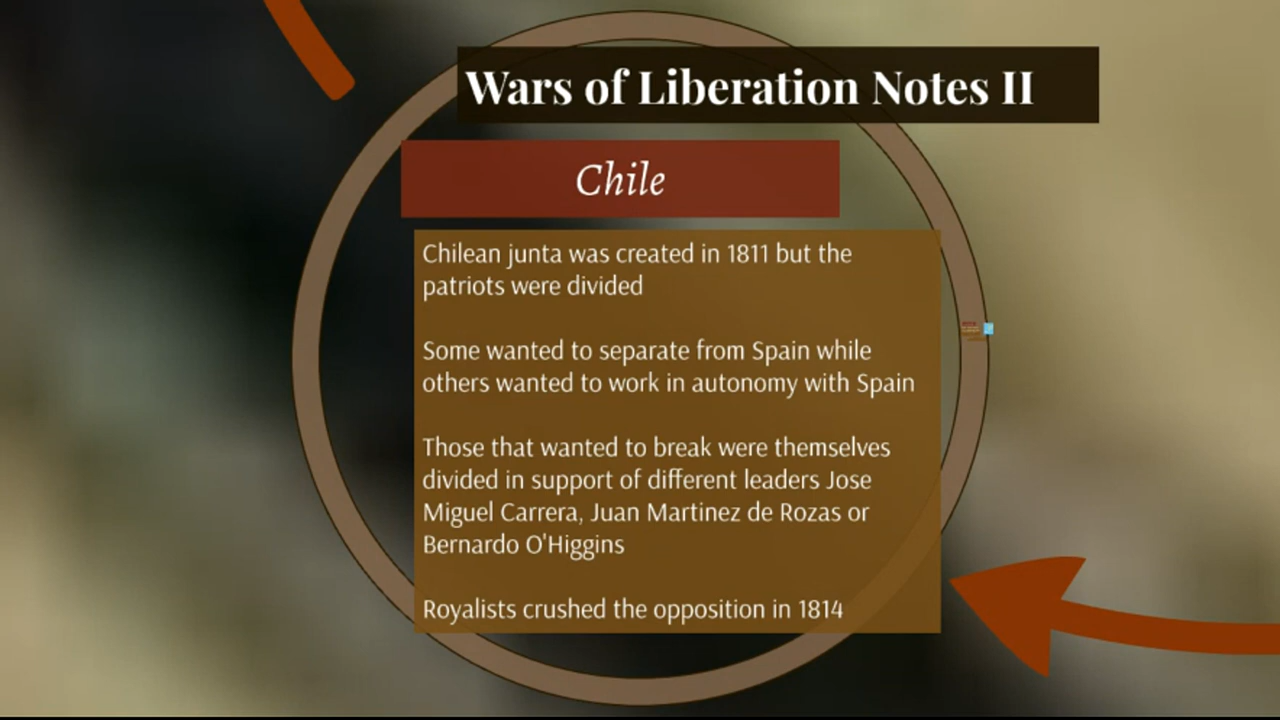 Wars of Liberation Notes II
Chile
Chilean junta was created in 1811 but the
patriots were divided
Some wanted to separate from Spain while
others wanted to work in autonomy with Spain
Those that wanted to break were themselves
divided in support of different leaders Jose
Miguel Carrera, Juan Martinez de Rozas or
Bernardo O'Higgins
Royalists crushed the opposition in 1814